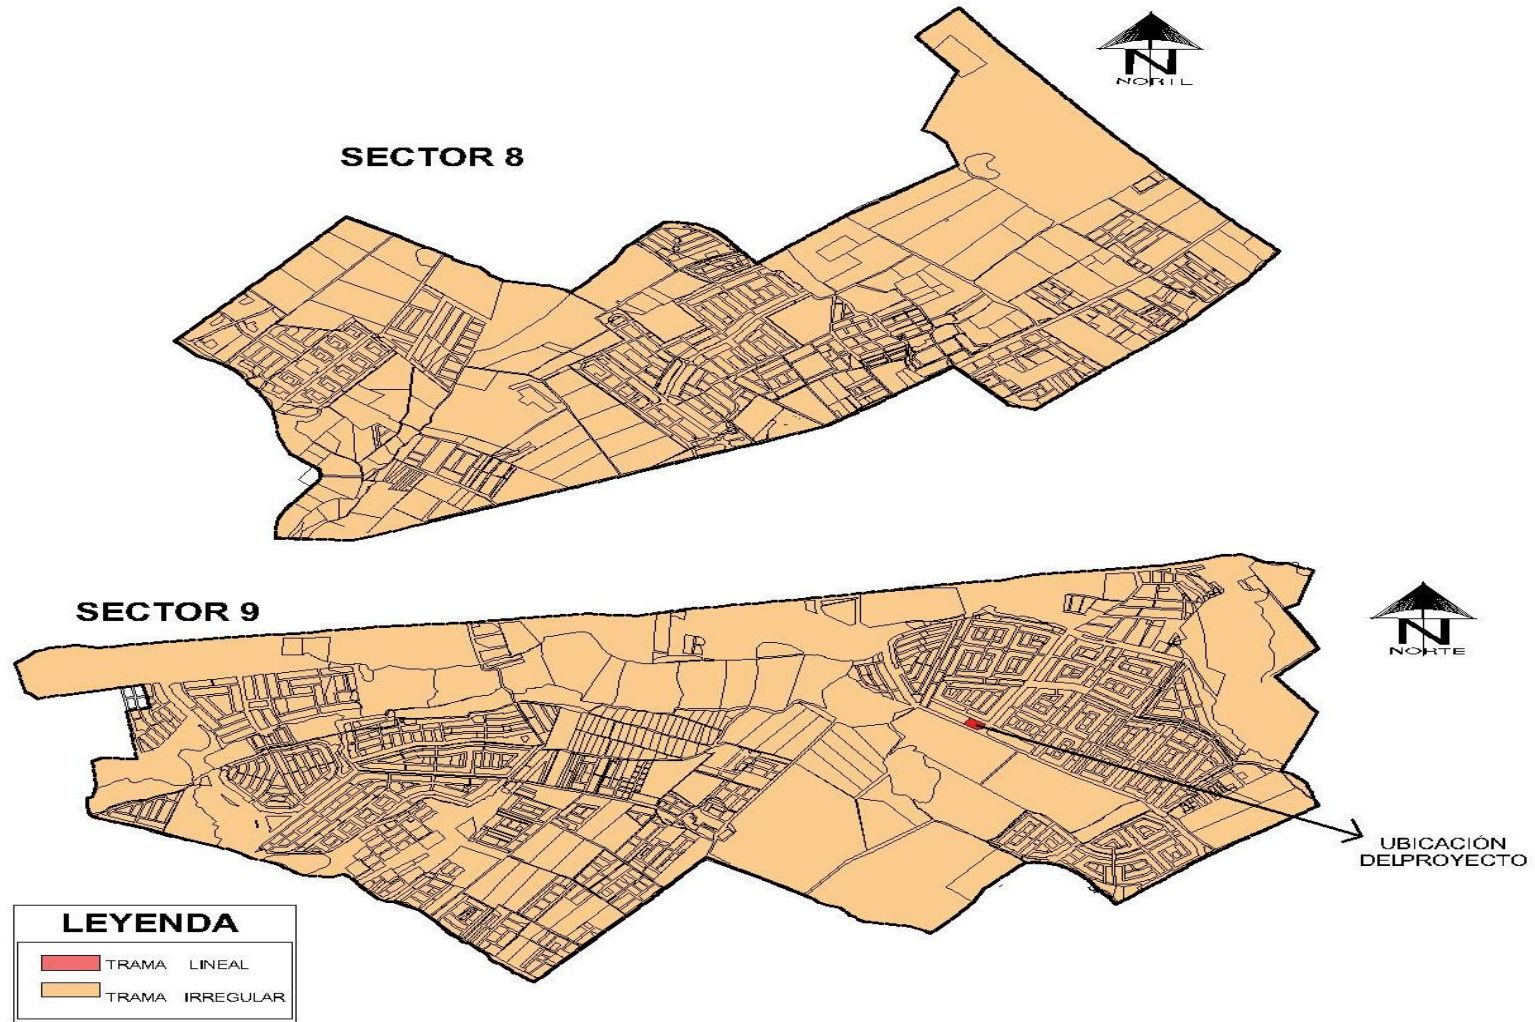 N
NORTE
SECTOR 8
SECTOR 9
N
NORTE
UBICACIÓN
DELPROYECTO
LEYENDA
TRAMA LINEAL
TRAMA IRREGULAR